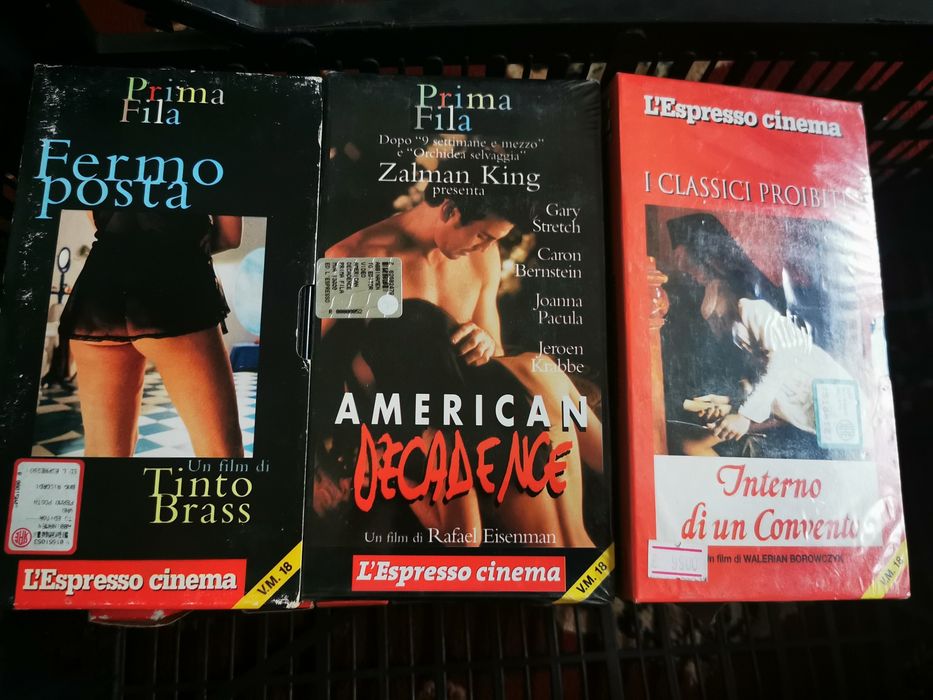 Prima
Fila
Fermo
posta
Un film di
Tinto
Brass
L'Espresso cinema
V.M. 18
Prima
Fila
Dopo "9 settimane e mezzo"
e "Orchidea selvaggia"
Zalman King
presenta
Gary
Stretch
Caron
Bernstein
Joanna
Pacula
Jeroen
Krabbe
AMERICAN
DECADENCE
Un film di Rafael Eisenman
L'Espresso cinema
V.M. 18
L'Espresso cinema
I CLASSICI PROIBITI
Interno
di un Convento
Un film di WALERIAN BOROWCZYK
V.M. 18